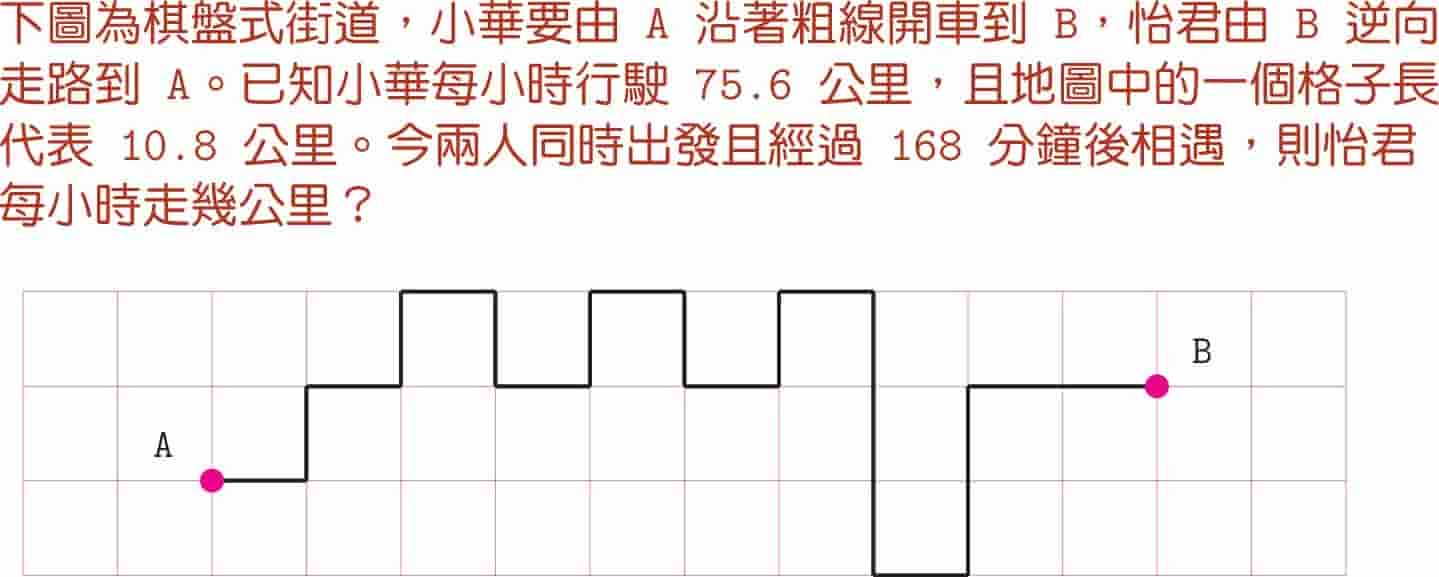 下圖為棋盤式街道，小華要由 A 沿著粗線開車到 B，怡君由 B 逆向
走路到 A。已知小華每小時行駛 75.6 公里，且地圖中的一個格子長
代表 10.8 公里。今兩人同時出發且經過 168 分鐘後相遇，則怡君
每小時走幾公里？
B
A